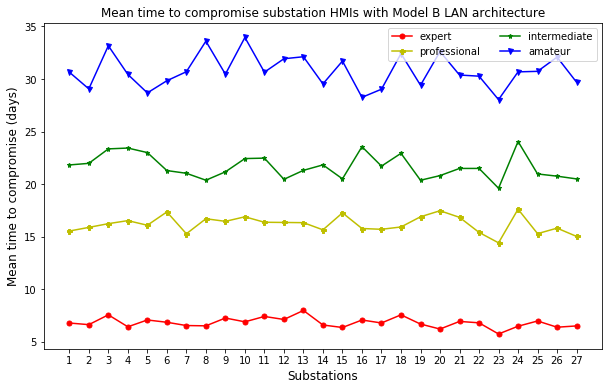 Mean time to compromise substation HMIs with Model B LAN architecture
expert
professional
intermediate
amateur
Mean time to compromise (days)
35
30
25
20
15
10
5
1 2 3 4 5 6 7 8 9 10 11 12 13 14 15 16 17 18 19 20 21 22 23 24 25 26 27
Substations